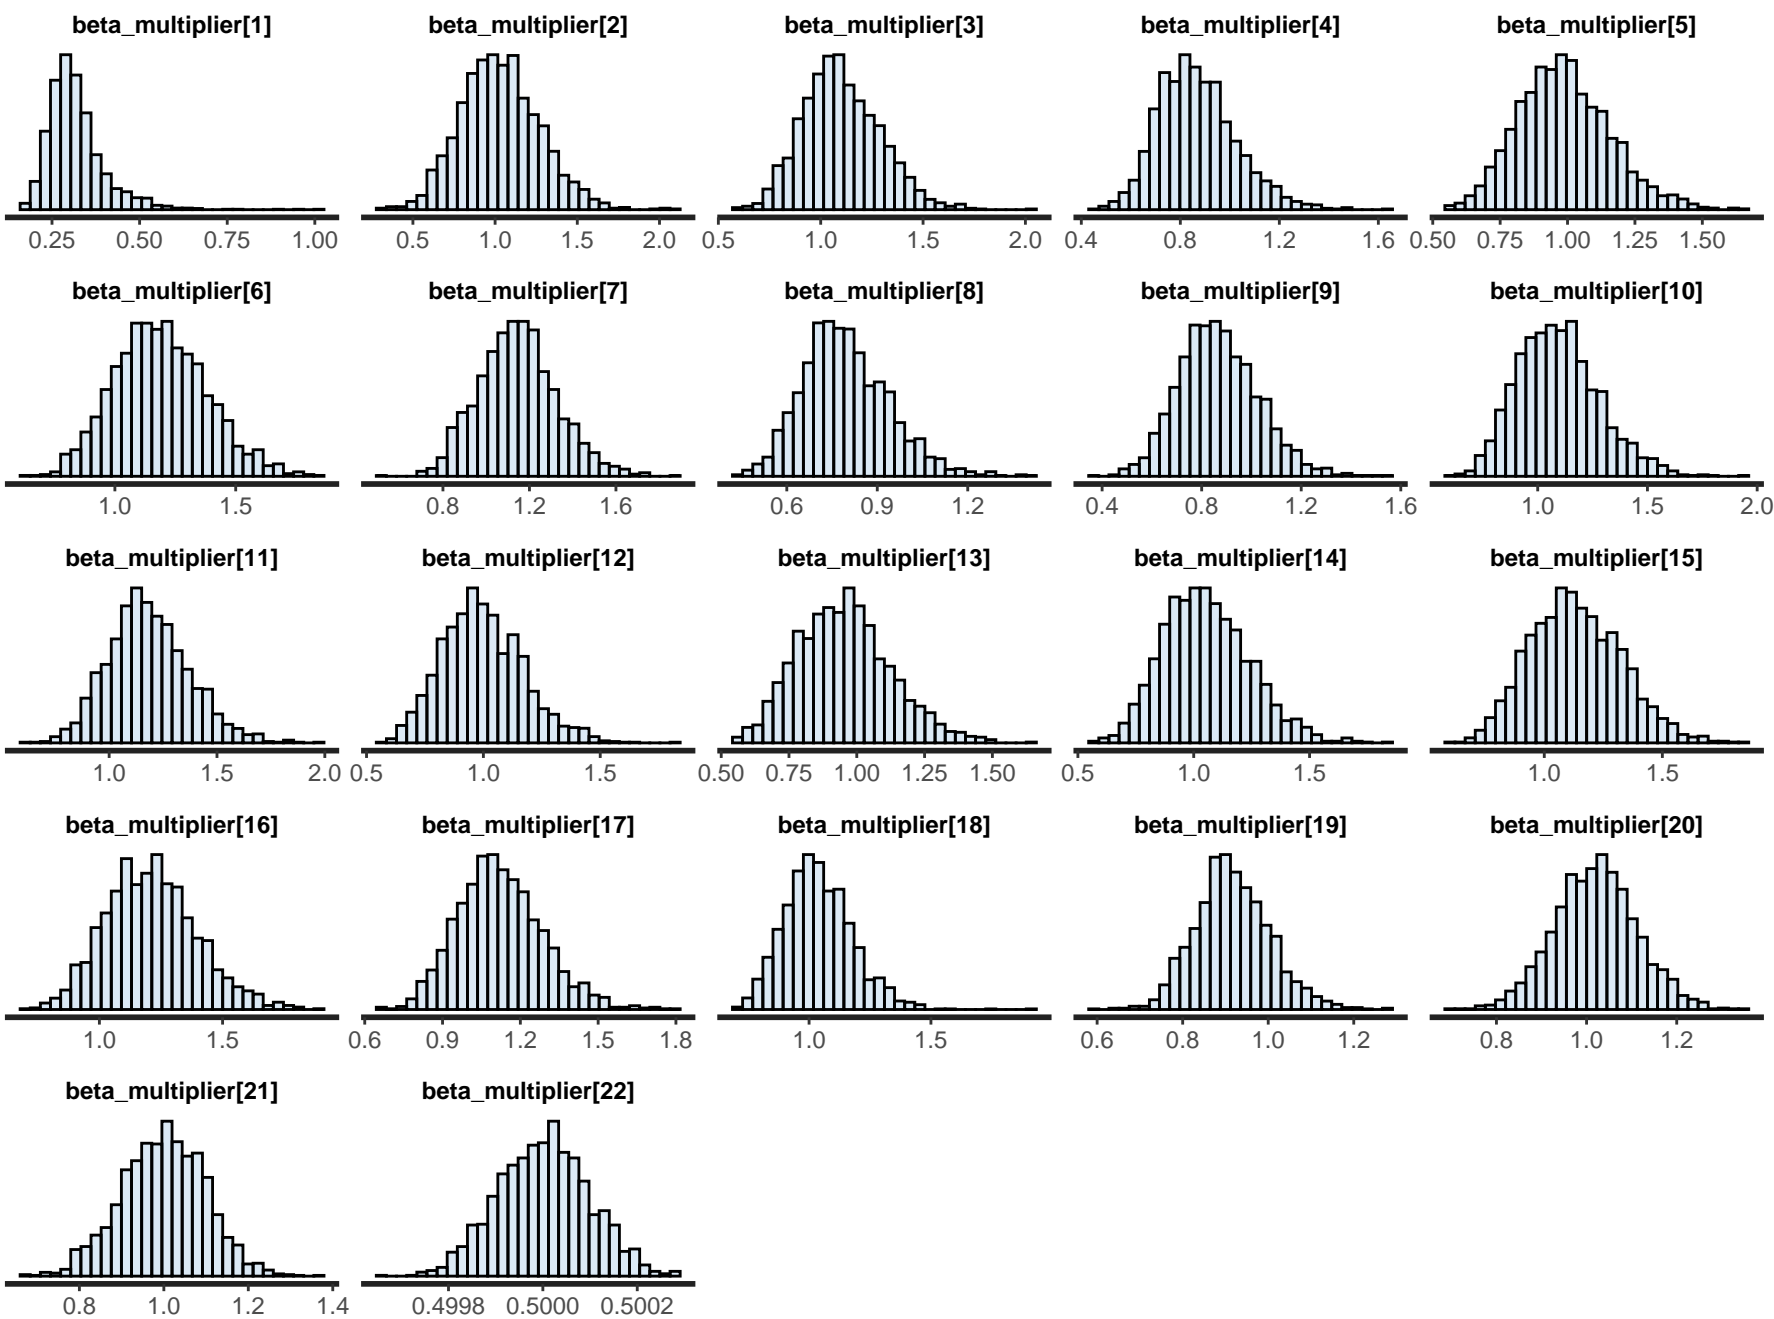 beta_multiplier[1] beta_multiplier[2] beta_multiplier[3] beta_multiplier[4] beta_multiplier[5]
0.25 0.50 0.75 1.00 0.5 1.0 1.5 2.0 0.5 1.0 1.5 2.0 0.4 0.8 1.2 1.6 0.50 0.75 1.00 1.25 1.50
beta_multiplier[6] beta_multiplier[7] beta_multiplier[8] beta_multiplier[9] beta_multiplier[10]
1.0 1.5 0.8 1.2 1.6 0.6 0.9 1.2 0.4 0.8 1.2 1.6 1.0 1.5 2.0
beta_multiplier[11] beta_multiplier[12] beta_multiplier[13] beta_multiplier[14] beta_multiplier[15]
1.0 1.5 2.0 0.5 1.0 1.5 0.50 0.75 1.00 1.25 1.50 0.5 1.0 1.5 1.0 1.5
beta_multiplier[16] beta_multiplier[17] beta_multiplier[18] beta_multiplier[19] beta_multiplier[20]
1.0 1.5 0.6 0.9 1.2 1.5 1.8 1.0 1.5 0.6 0.8 1.0 1.2 0.8 1.0 1.2
beta_multiplier[21] beta_multiplier[22]
0.8 1.0 1.2 1.4 0.4998 0.5000 0.5002